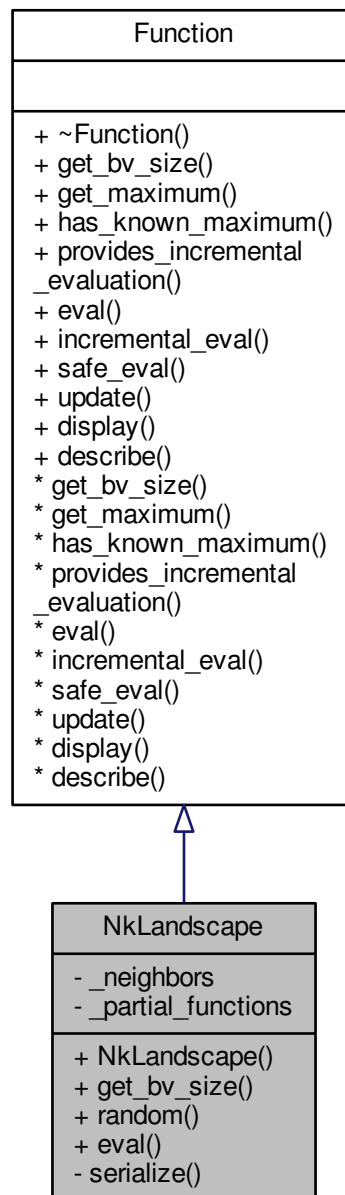 Function
+ ~Function()
+ get_bv_size()
+ get_maximum()
+ has_known_maximum()
+ provides_incremental
_evaluation()
+ eval()
+ incremental_eval()
+ safe_eval()
+ update()
+ display()
+ describe()
* get_bv_size()
* get_maximum()
* has_known_maximum()
* provides_incremental
_evaluation()
* eval()
* incremental_eval()
* safe_eval()
* update()
* display()
* describe()
NkLandscape
- _neighbors
- _partial_functions
+ NkLandscape()
+ get_bv_size()
+ random()
+ eval()
- serialize()